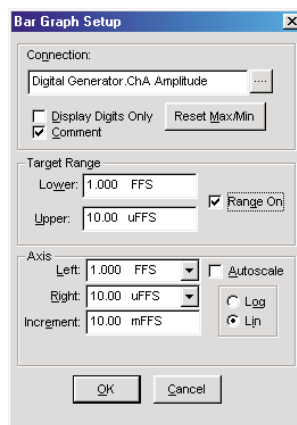 Bar Graph Setup
Connection:
Digital Generator.ChA Amplitude
....
Display Digits Only
Reset Max/Min
Comment
Target Range
Lower: 1.000 FFS
Range On
Upper: 10.00 uFFS
Axis
Left: 1.000 FFS
Autoscale
Right: 10.00 uFFS
Log
Increment: 10.00 mFFS
Lin
OK
Cancel